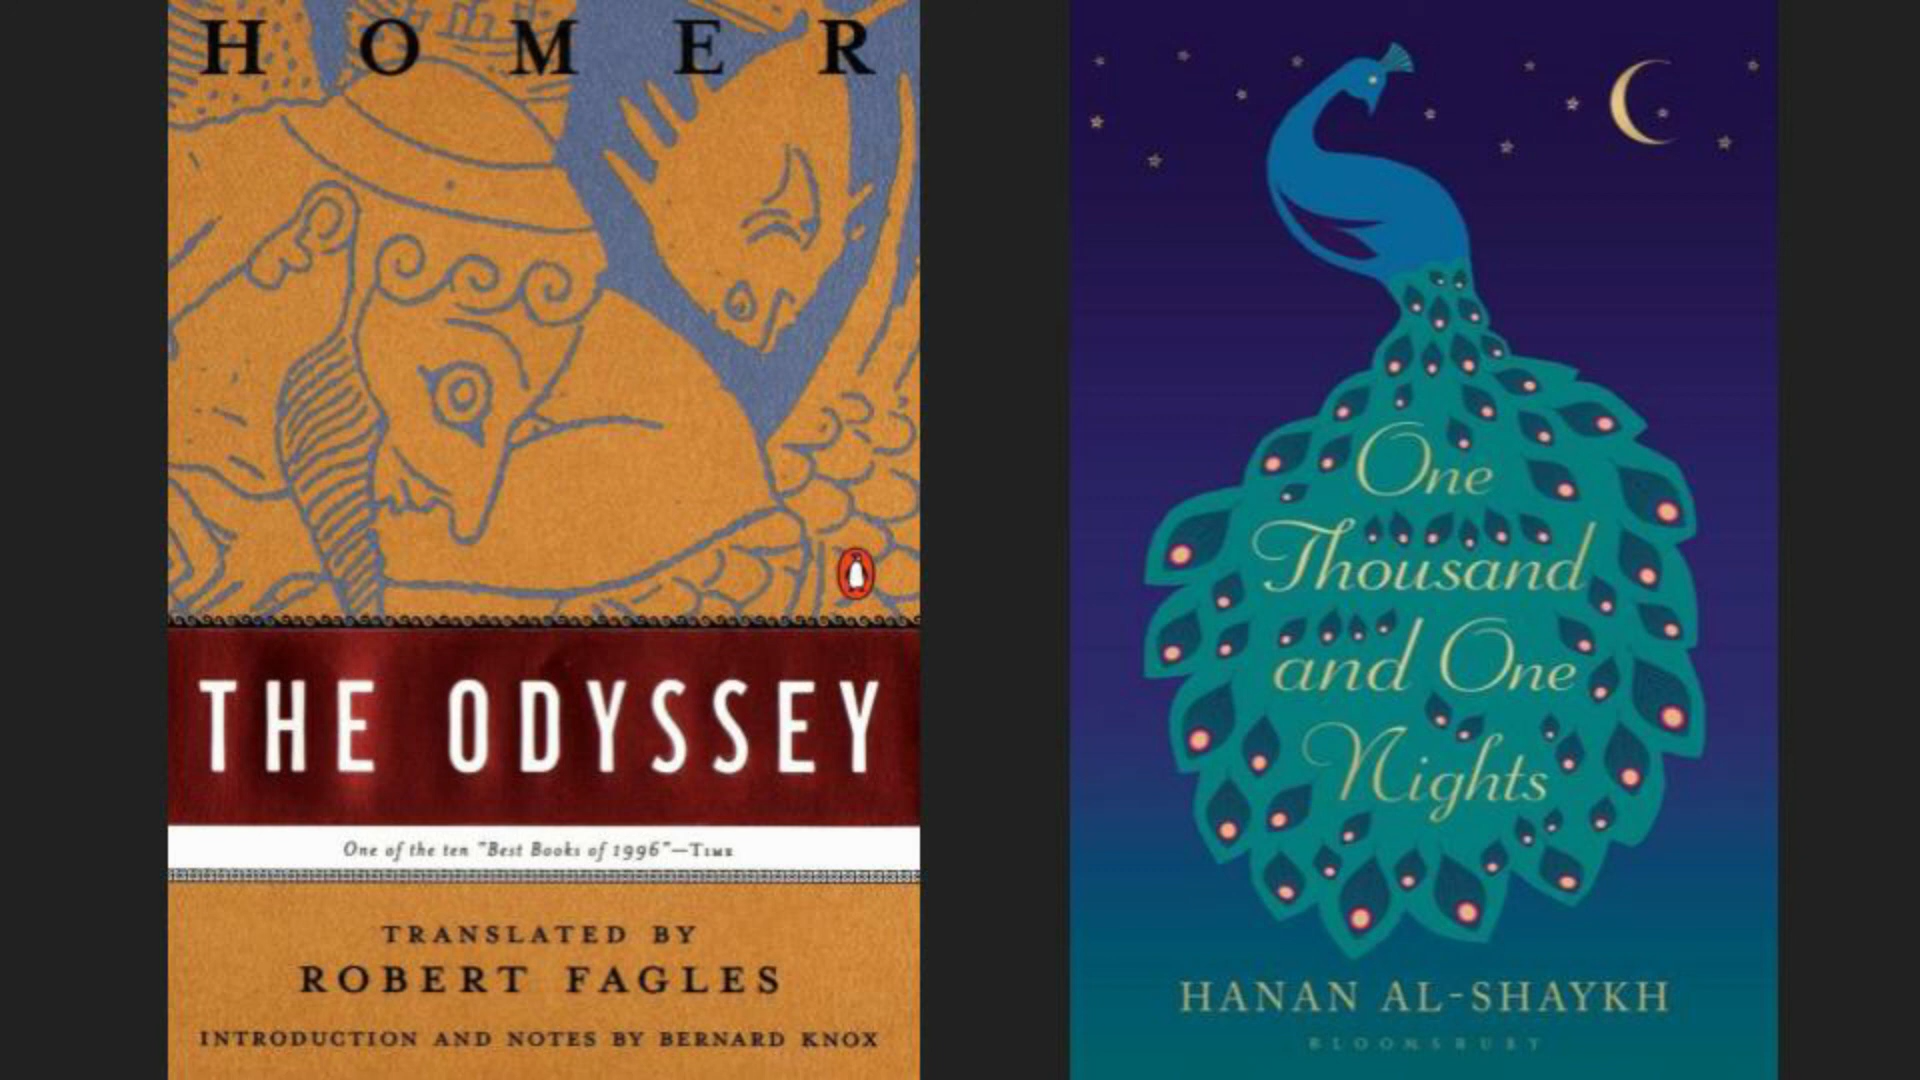 HOMER
THE ODYSSEY
One of the ten "Best Books of 1996"—TIME
TRANSLATED BY
ROBERT FAGLES
INTRODUCTION AND NOTES BY BERNARD KNOX
One
Thousand
and One
Nights
HANAN AL-SHAYKH
BLOOMSBURY